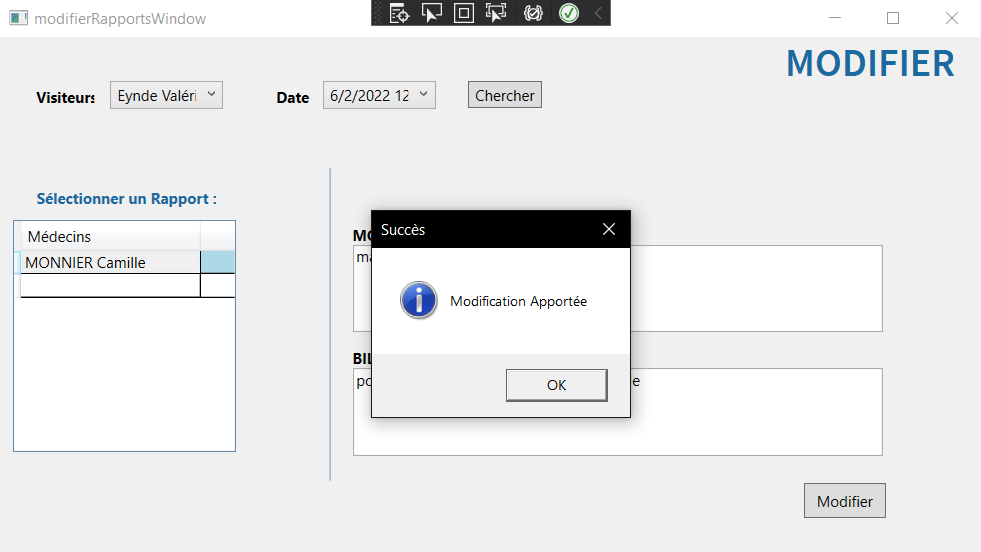 modifierRapportsWindow
MODIFIER
Visiteurs
Eynde Valéri
Date
6/2/2022 12
Chercher
Sélectionner un Rapport :
Médecins
MONNIER Camille
Succès
Modification Apportée
OK
Modifier